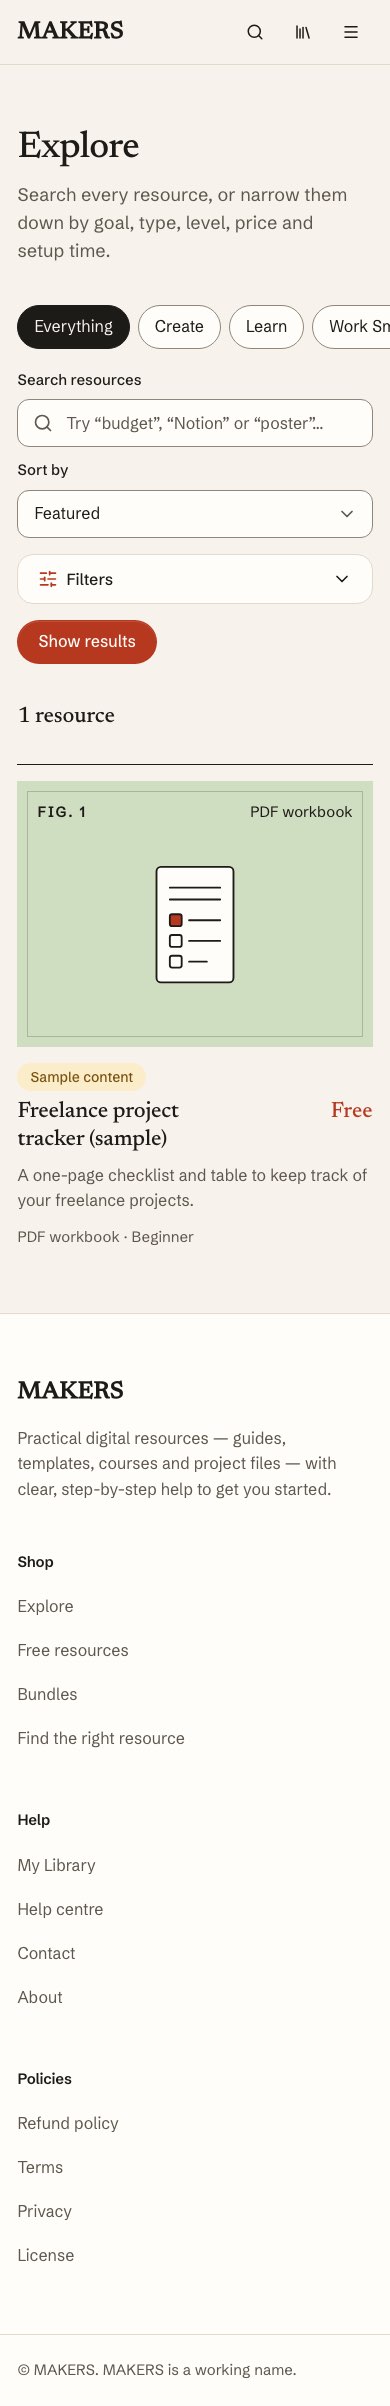 MAKERS
Explore
Search every resource, or narrow them
down by goal, type, level, price and
setup time.
Everything
Create
Learn
Work Sm
Search resources
Try “budget”, “Notion” or “poster”...
Sort by
Featured
Filters
Show results
1 resource
FIG. 1
PDF workbook
Sample content
Freelance project
tracker (sample)
Free
A one-page checklist and table to keep track of
your freelance projects.
PDF workbook · Beginner
MAKERS
Practical digital resources — guides,
templates, courses and project files — with
clear, step-by-step help to get you started.
Shop
Explore
Free resources
Bundles
Find the right resource
Help
My Library
Help centre
Contact
About
Policies
Refund policy
Terms
Privacy
License
© MAKERS. MAKERS is a working name.